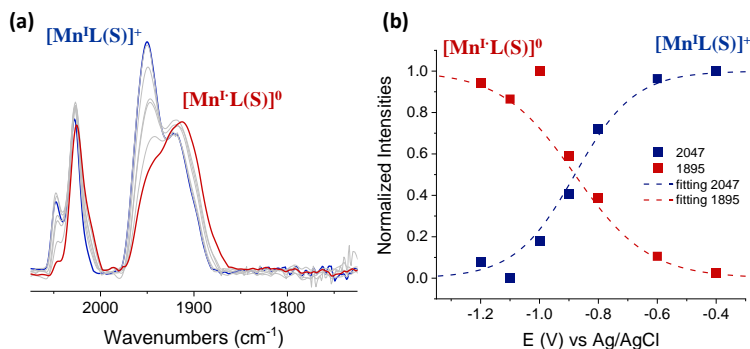 (a)
[MnᴵL(S)]⁺
[Mnᴵ·L(S)]⁰
2000
1900
1800
Wavenumbers (cm⁻¹)
(b)
[Mnᴵ·L(S)]⁰
[MnᴵL(S)]⁺
Normalized Intensities
1.0
0.8
0.6
0.4
0.2
0.0
2047
1895
fitting 2047
fitting 1895
-1.2
-1.0
-0.8
-0.6
-0.4
E (V) vs Ag/AgCl